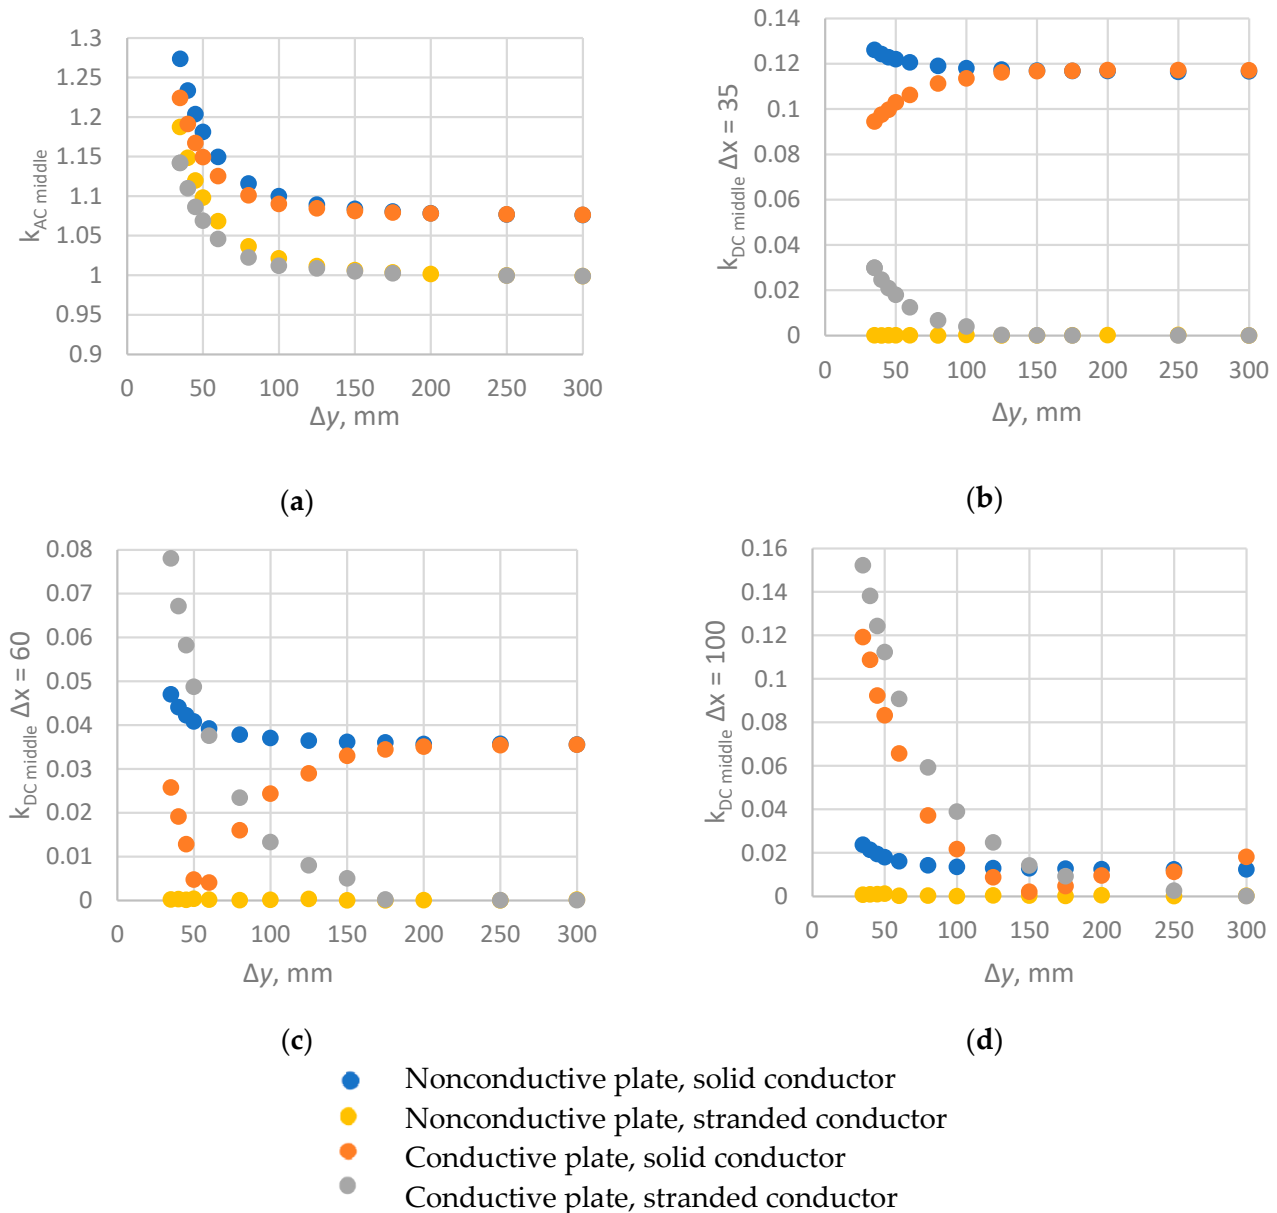 1.3
1.25
1.2
1.15
1.1
1.05
1
0.95
0.9
k_AC middle
0 50 100 150 200 250 300
Δy, mm
(a)
0.14
0.12
0.1
0.08
0.06
0.04
0.02
0
k_DC middle Δx = 35
0 50 100 150 200 250 300
Δy, mm
(b)
0.08
0.07
0.06
0.05
0.04
0.03
0.02
0.01
0
k_DC middle Δx = 60
0 50 100 150 200 250 300
Δy, mm
(c)
0.16
0.14
0.12
0.1
0.08
0.06
0.04
0.02
0
k_DC middle Δx = 100
0 50 100 150 200 250 300
Δy, mm
(d)
Nonconductive plate, solid conductor
Nonconductive plate, stranded conductor
Conductive plate, solid conductor
Conductive plate, stranded conductor